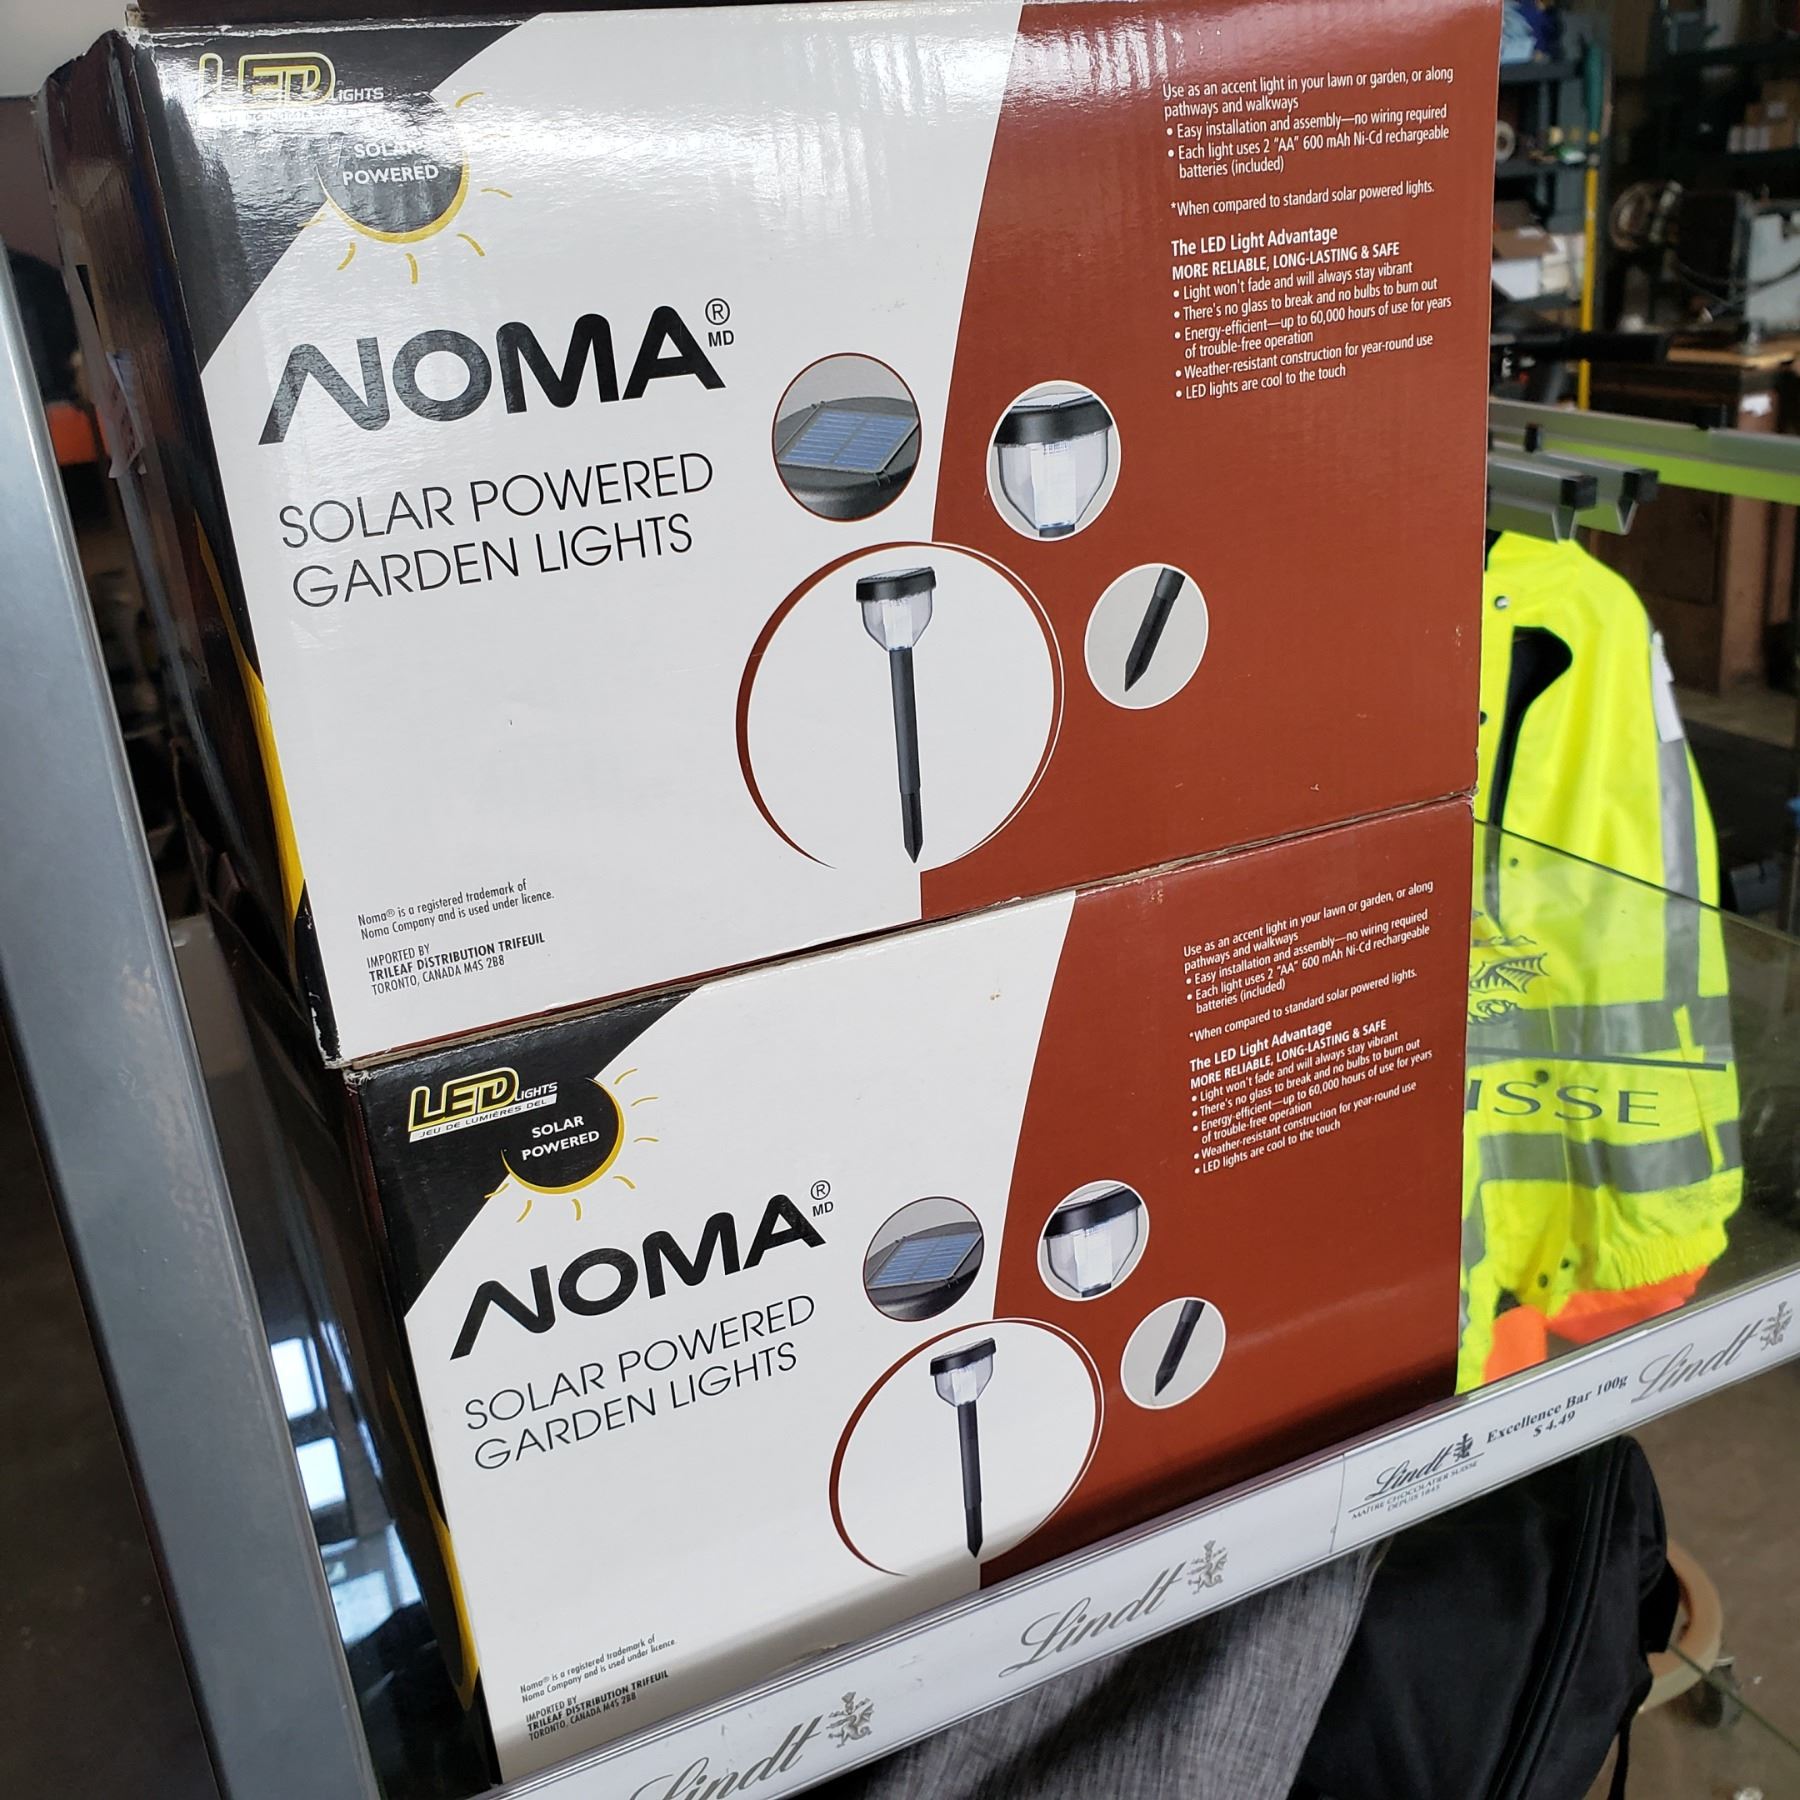 LED LIGHTS
SOLAR
POWERED
NOMA® MD
SOLAR POWERED
GARDEN LIGHTS
Noma® is a registered trademark of
Noma Company and is used under licence.
IMPORTED BY
TRILEAF DISTRIBUTION TRIFEUIL
TORONTO, CANADA M4S 2B8
Use as an accent light in your lawn or garden, or along
pathways and walkways
• Easy installation and assembly—no wiring required
• Each light uses 2 "AA" 600 mAh Ni-Cd rechargeable
batteries (included)
*When compared to standard solar powered lights.
The LED Light Advantage
MORE RELIABLE, LONG-LASTING & SAFE
• Light won't fade and will always stay vibrant
• There's no glass to break and no bulbs to burn out
• Energy-efficient—up to 60,000 hours of use for years
of trouble-free operation
• Weather-resistant construction for year-round use
• LED lights are cool to the touch
LED LIGHTS
JEU DE LUMIÈRES DEL
SOLAR
POWERED
NOMA® MD
SOLAR POWERED
GARDEN LIGHTS
Noma® is a registered trademark of
Noma Company and is used under licence.
IMPORTED BY
TRILEAF DISTRIBUTION TRIFEUIL
TORONTO, CANADA M4S 2B8
Use as an accent light in your lawn or garden, or along
pathways and walkways
• Easy installation and assembly—no wiring required
• Each light uses 2 "AA" 600 mAh Ni-Cd rechargeable
batteries (included)
*When compared to standard solar powered lights.
The LED Light Advantage
MORE RELIABLE, LONG-LASTING & SAFE
• Light won't fade and will always stay vibrant
• There's no glass to break and no bulbs to burn out
• Energy-efficient—up to 60,000 hours of use for years
of trouble-free operation
• Weather-resistant construction for year-round use
• LED lights are cool to the touch
ISSE
Lindt
Lindt
Lindt
MAÎTRE CHOCOLATIER SUISSE
DEPUIS 1845
Excellence Bar 100g
$ 4.49
Lindt